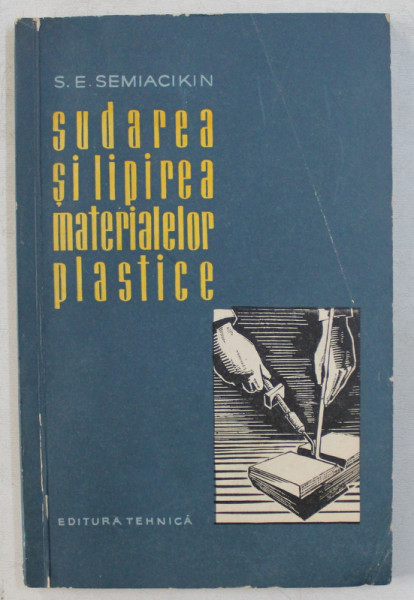 S. E. SEMIACIKIN
sudarea
și lipirea
materialelor
plastice
EDITURA TEHNICĂ